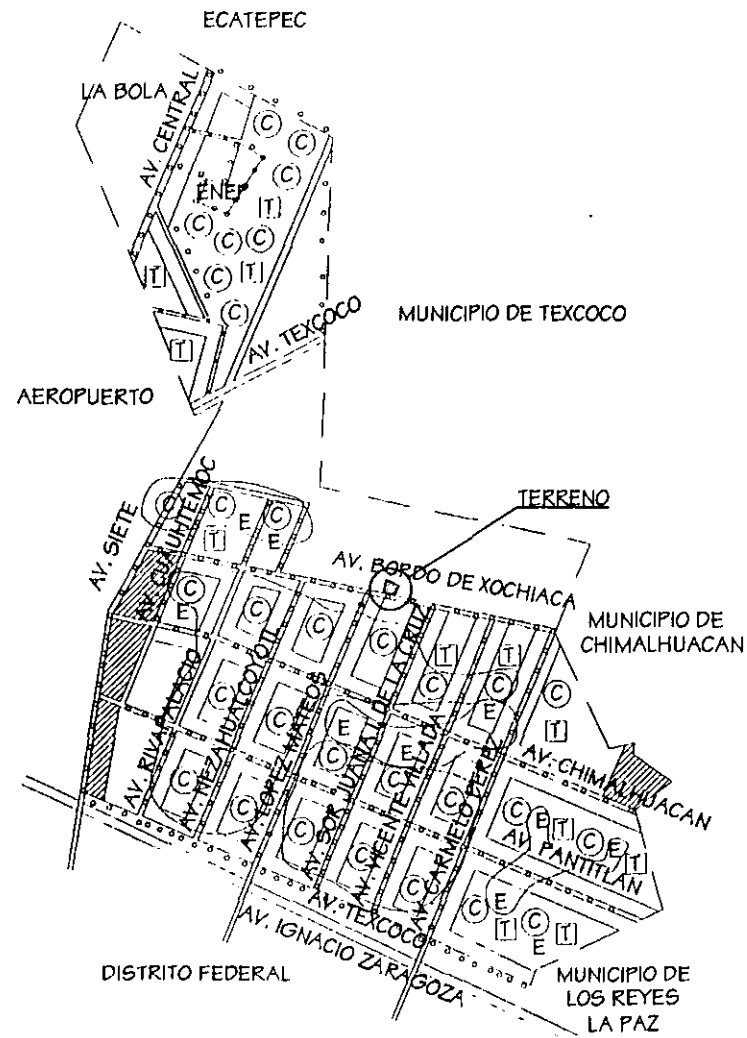 ECATEPEC
LA BOLA
AV. CENTRAL
C
C
C
ENEP
T
C
C
C
C
T
T
C
T
AV. TEXCOCO
MUNICIPIO DE TEXCOCO
AEROPUERTO
TERRENO
AV. SIETE
AV. CUAUHTEMOC
C
C
E
C
T
E
AV. BORDO DE XOCHIACA
MUNICIPIO DE
CHIMALHUACAN
C
E
C
C
C
T
T
C
C
C
T
AV. RIVA PALACIO
AV. NEZAHUALCOYOTL
AV. LOPEZ MATEOS
AV. SOR JUANA I. DE LA CRUZ
AV. VICENTE VILLADA
AV. CARMELO PEREZ
C
C
E
C
E
C
E
C
AV. CHIMALHUACAN
C
C
C
C
C
C
E
T
C
E
T
AV. PANTITLAN
C
E
T
C
E
T
AV. TEXCOCO
AV. IGNACIO ZARAGOZA
DISTRITO FEDERAL
MUNICIPIO DE
LOS REYES
LA PAZ